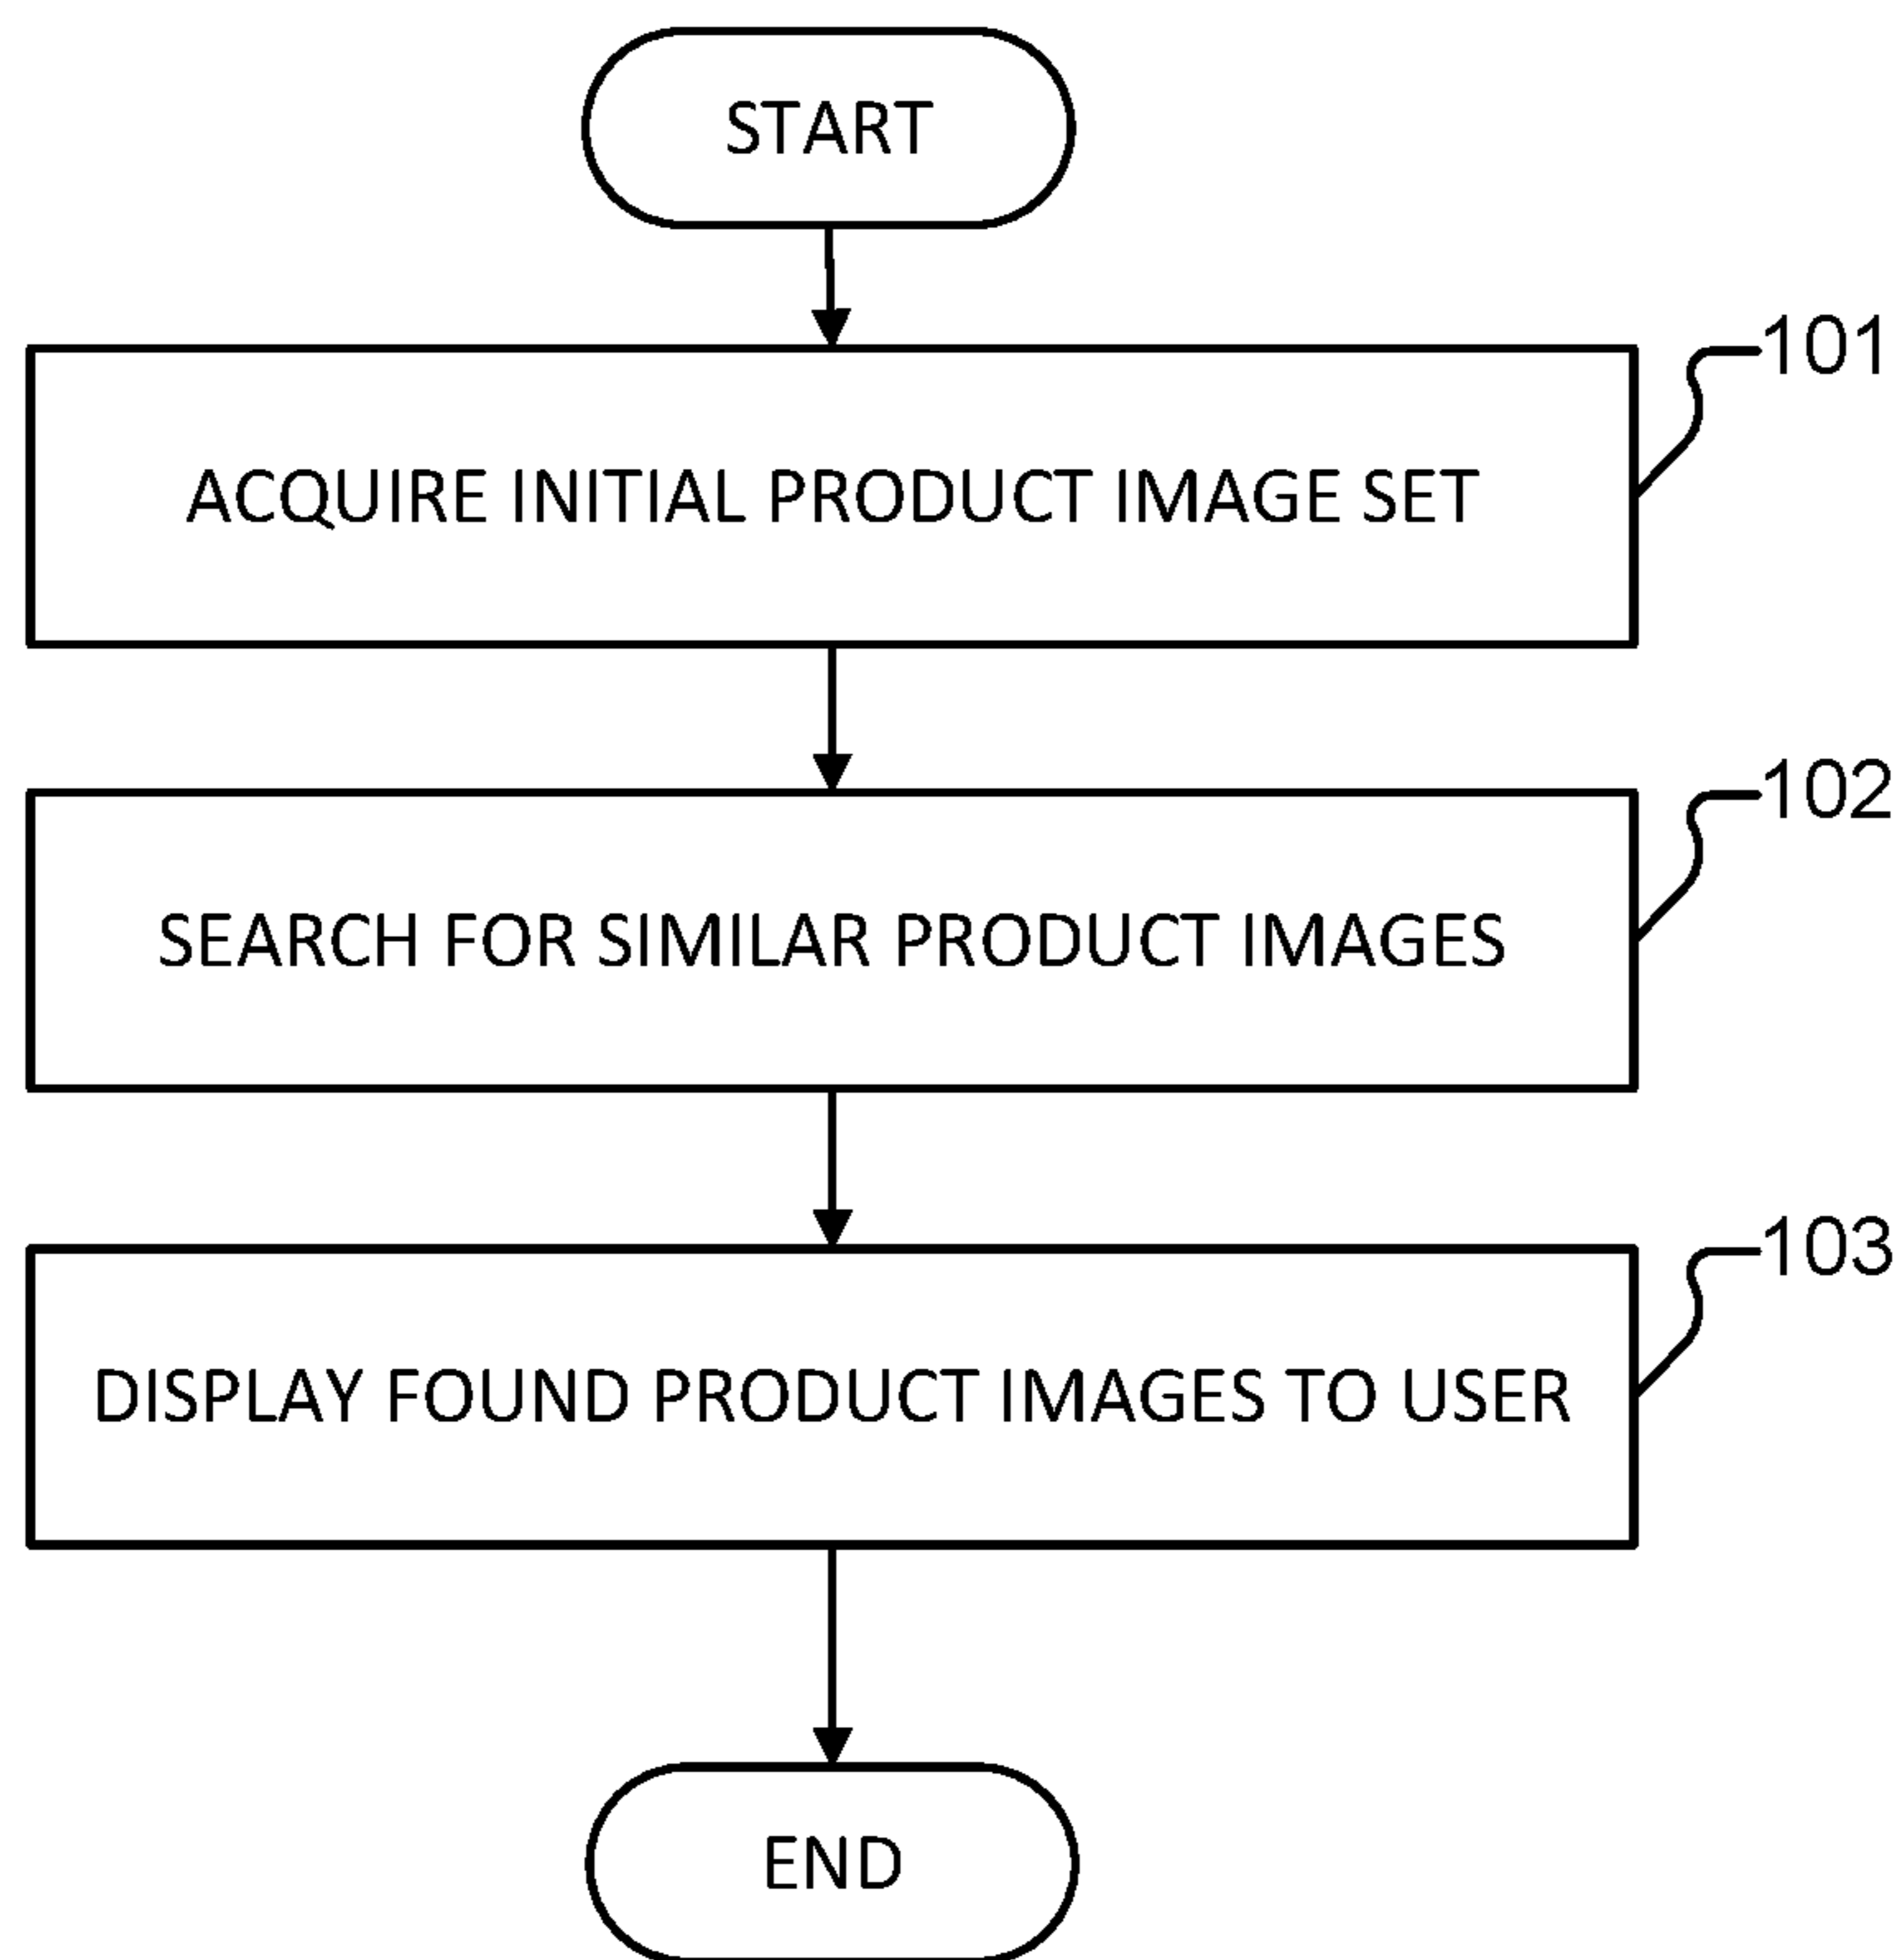 START
101
ACQUIRE INITIAL PRODUCT IMAGE SET
102
SEARCH FOR SIMILAR PRODUCT IMAGES
103
DISPLAY FOUND PRODUCT IMAGES TO USER
END